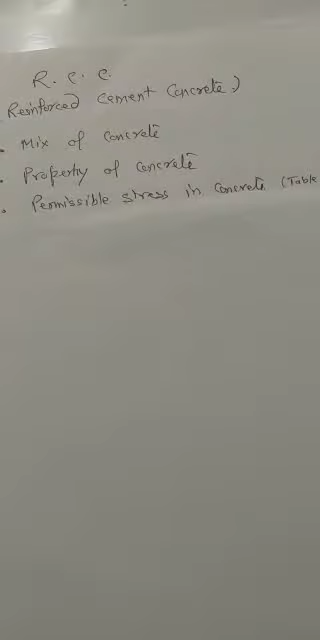 R. C. C.
Reinforced Cement Concrete)
. Mix of Concrete
. Property of Concrete
. Permissible stress in Concrete (Table